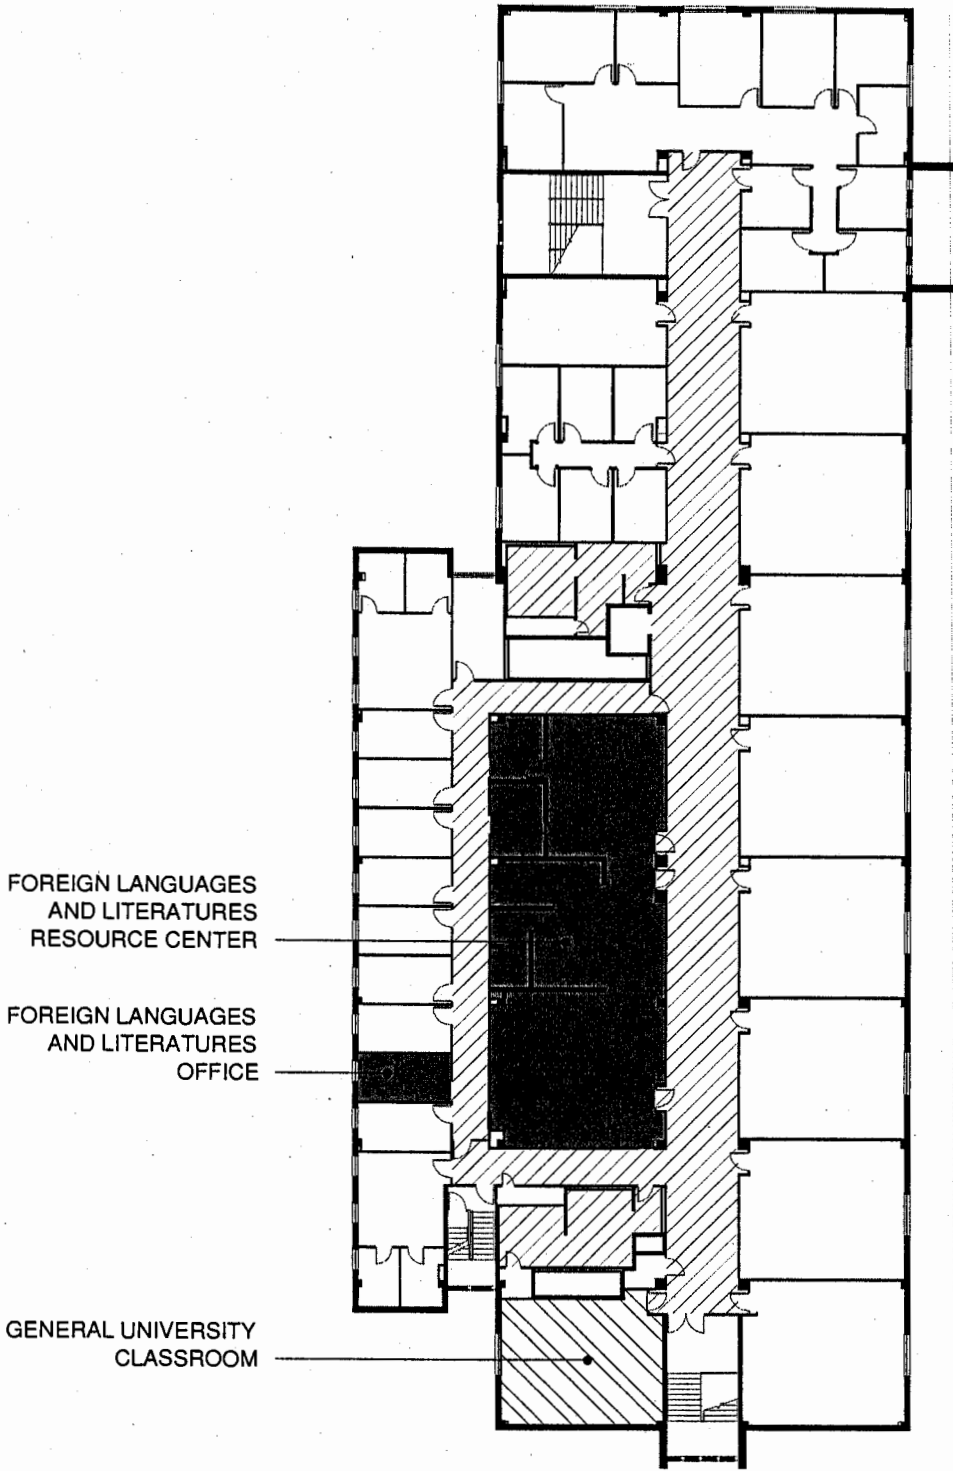 FOREIGN LANGUAGES
AND LITERATURES
RESOURCE CENTER
FOREIGN LANGUAGES
AND LITERATURES
OFFICE
GENERAL UNIVERSITY
CLASSROOM